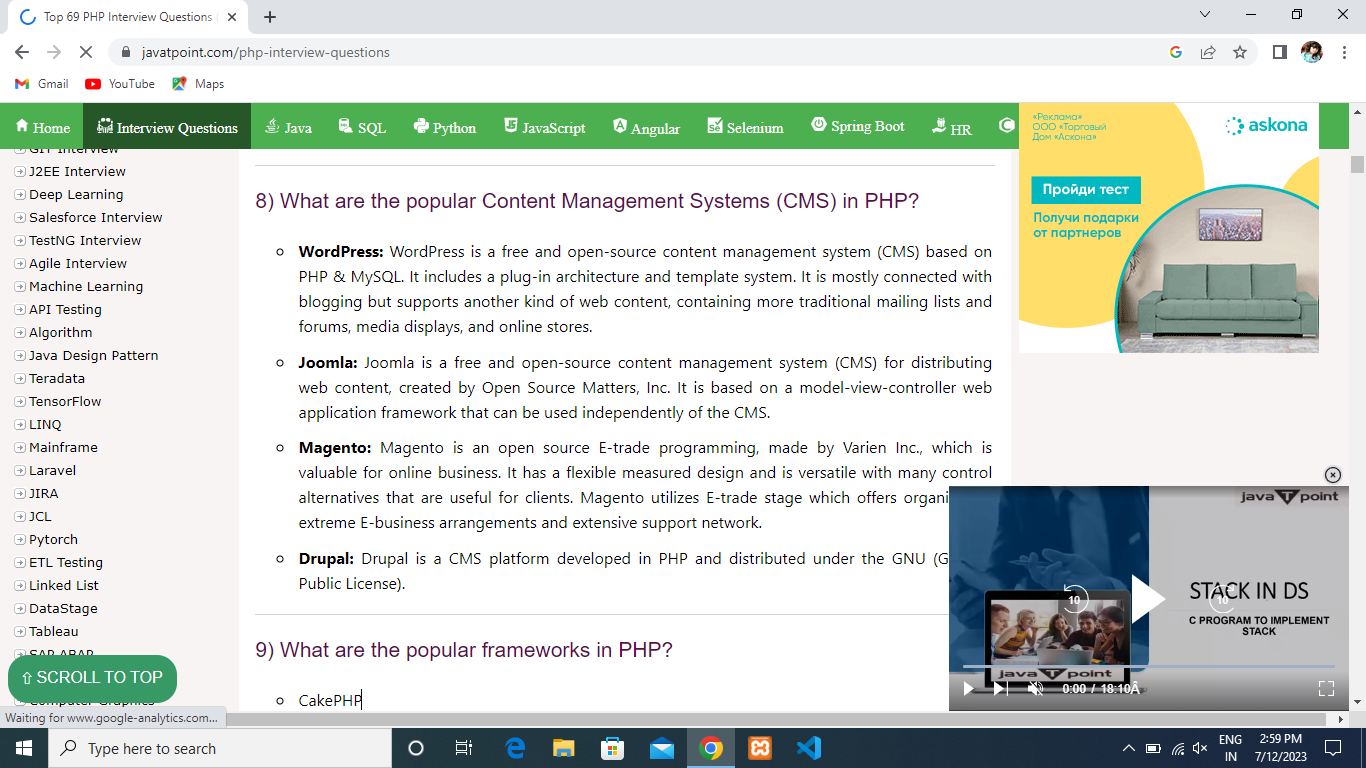 Top 69 PHP Interview Questions
javatpoint.com/php-interview-questions
Gmail
YouTube
Maps
Home
Interview Questions
Java
SQL
Python
JavaScript
Angular
Selenium
Spring Boot
HR
GIT Interview
J2EE Interview
Deep Learning
Salesforce Interview
TestNG Interview
Agile Interview
Machine Learning
API Testing
Algorithm
Java Design Pattern
Teradata
TensorFlow
LINQ
Mainframe
Laravel
JIRA
JCL
Pytorch
ETL Testing
Linked List
DataStage
Tableau
SAP ABAP
⇧ SCROLL TO TOP
Computer Graphics
Waiting for www.google-analytics.com...
8) What are the popular Content Management Systems (CMS) in PHP?
WordPress: WordPress is a free and open-source content management system (CMS) based on
PHP & MySQL. It includes a plug-in architecture and template system. It is mostly connected with
blogging but supports another kind of web content, containing more traditional mailing lists and
forums, media displays, and online stores.
Joomla: Joomla is a free and open-source content management system (CMS) for distributing
web content, created by Open Source Matters, Inc. It is based on a model-view-controller web
application framework that can be used independently of the CMS.
Magento: Magento is an open source E-trade programming, made by Varien Inc., which is
valuable for online business. It has a flexible measured design and is versatile with many control
alternatives that are useful for clients. Magento utilizes E-trade stage which offers organi
extreme E-business arrangements and extensive support network.
Drupal: Drupal is a CMS platform developed in PHP and distributed under the GNU (G
Public License).
9) What are the popular frameworks in PHP?
CakePHP
«Реклама»
ООО «Торговый
Дом «Аскона»
askona
Пройди тест
Получи подарки
от партнеров
java T point
STACK IN DS
C PROGRAM TO IMPLEMENT
STACK
10
10
java T point
0:00 / 18:10Â
Type here to search
ENG
IN
2:59 PM
7/12/2023